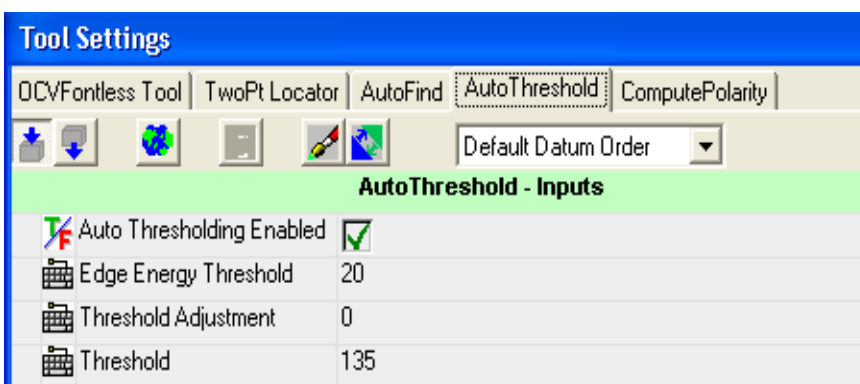 Tool Settings
OCVFontless Tool TwoPt Locator AutoFind AutoThreshold ComputePolarity
Default Datum Order
AutoThreshold - Inputs
T/F Auto Thresholding Enabled
Edge Energy Threshold 20
Threshold Adjustment 0
Threshold 135